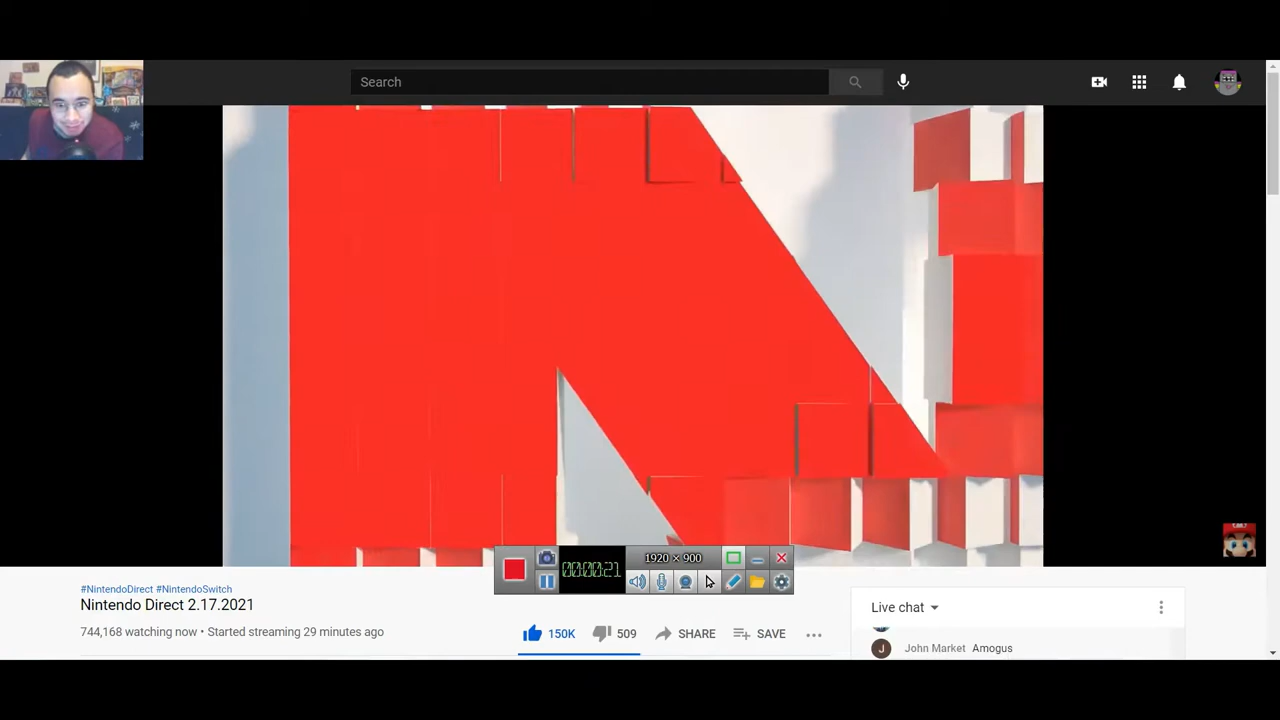 Search
00:00:21
1920 × 900
#NintendoDirect #NintendoSwitch
Nintendo Direct 2.17.2021
744,168 watching now • Started streaming 29 minutes ago
150K
509
SHARE
SAVE
Live chat
J
John Market Amogus